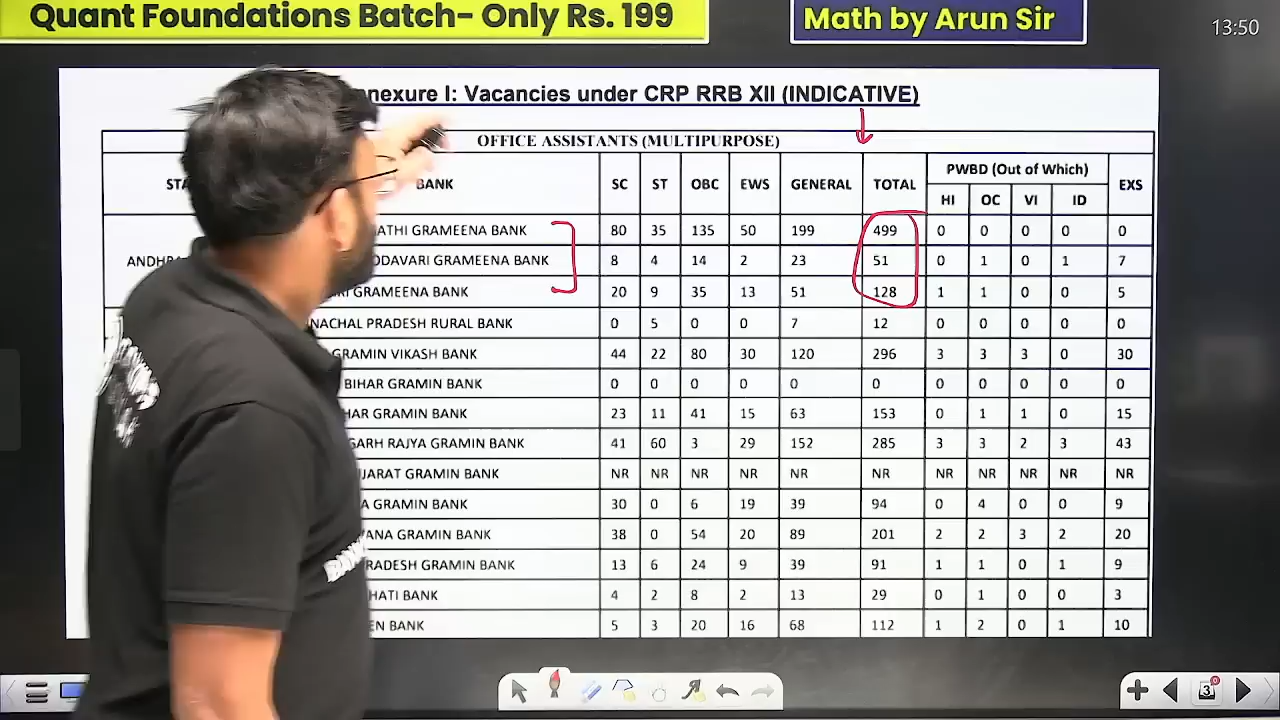 Quant Foundations Batch- Only Rs. 199
Math by Arun Sir
13:50
nexure I: Vacancies under CRP RRB XII (INDICATIVE)
OFFICE ASSISTANTS (MULTIPURPOSE)
STA BANK SC ST OBC EWS GENERAL TOTAL PWBD (Out of Which) EXS
HI OC VI ID
ATHI GRAMEENA BANK 80 35 135 50 199 499 0 0 0 0 0
ANDHRA ODAVARI GRAMEENA BANK 8 4 14 2 23 51 0 1 0 1 7
RI GRAMEENA BANK 20 9 35 13 51 128 1 1 0 0 5
NACHAL PRADESH RURAL BANK 0 5 0 0 7 12 0 0 0 0 0
GRAMIN VIKASH BANK 44 22 80 30 120 296 3 3 3 0 30
BIHAR GRAMIN BANK 0 0 0 0 0 0 0 0 0 0 0
HAR GRAMIN BANK 23 11 41 15 63 153 0 1 1 0 15
GARH RAJYA GRAMIN BANK 41 60 3 29 152 285 3 3 2 3 43
JARAT GRAMIN BANK NR NR NR NR NR NR NR NR NR NR NR
A GRAMIN BANK 30 0 6 19 39 94 0 4 0 0 9
ANA GRAMIN BANK 38 0 54 20 89 201 2 2 3 2 20
RADESH GRAMIN BANK 13 6 24 9 39 91 1 1 0 1 9
HATI BANK 4 2 8 2 13 29 0 1 0 0 3
EN BANK 5 3 20 16 68 112 1 2 0 1 10
3